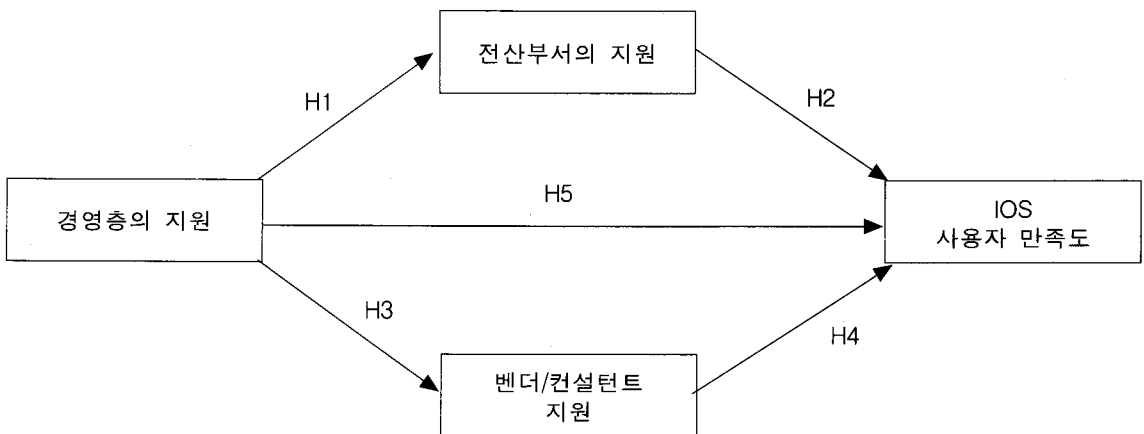 전산부서의 지원
H1
H2
경영층의 지원
H5
IOS
사용자 만족도
H3
H4
벤더/컨설턴트
지원